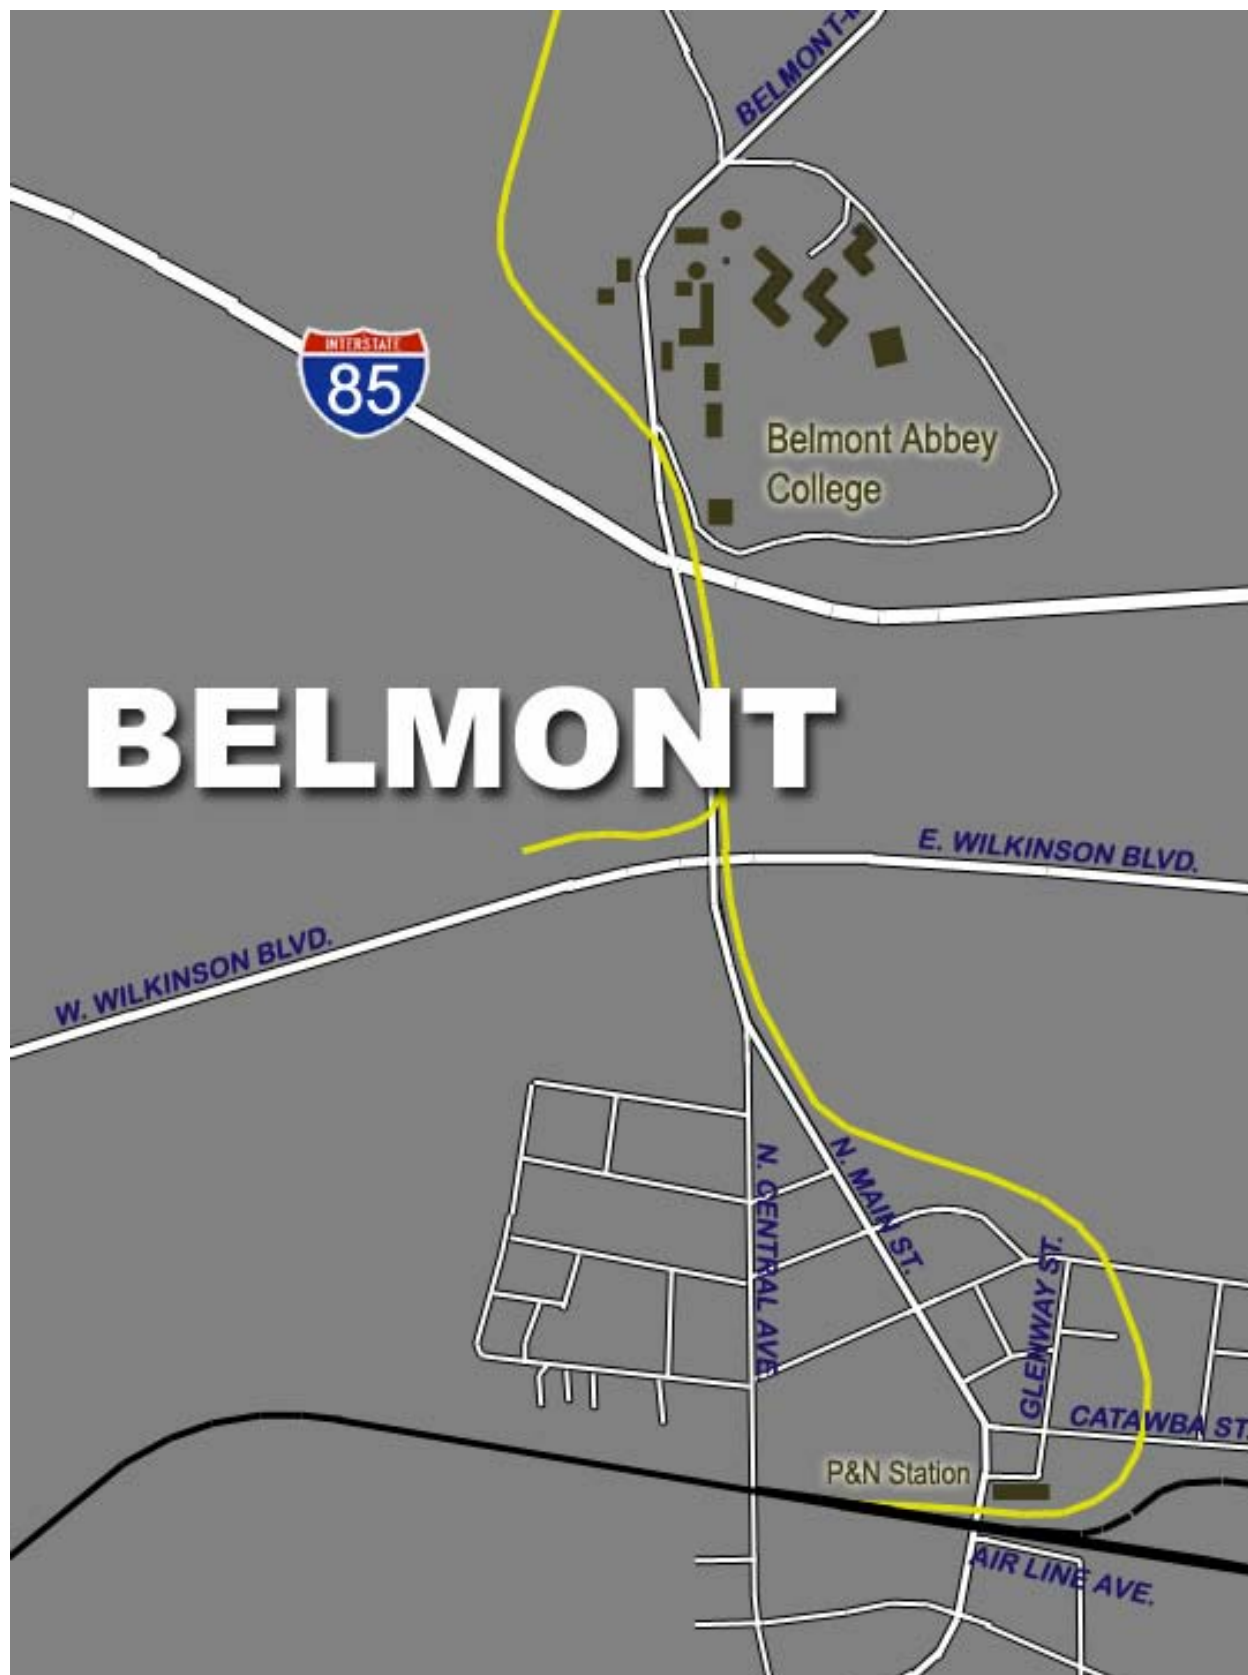 BELMONT-
INTERSTATE
85
Belmont Abbey
College
BELMONT
E. WILKINSON BLVD.
W. WILKINSON BLVD.
N. CENTRAL AVE
N. MAIN ST.
GLENWAY ST.
CATAWBA ST.
P&N Station
AIR LINE AVE.